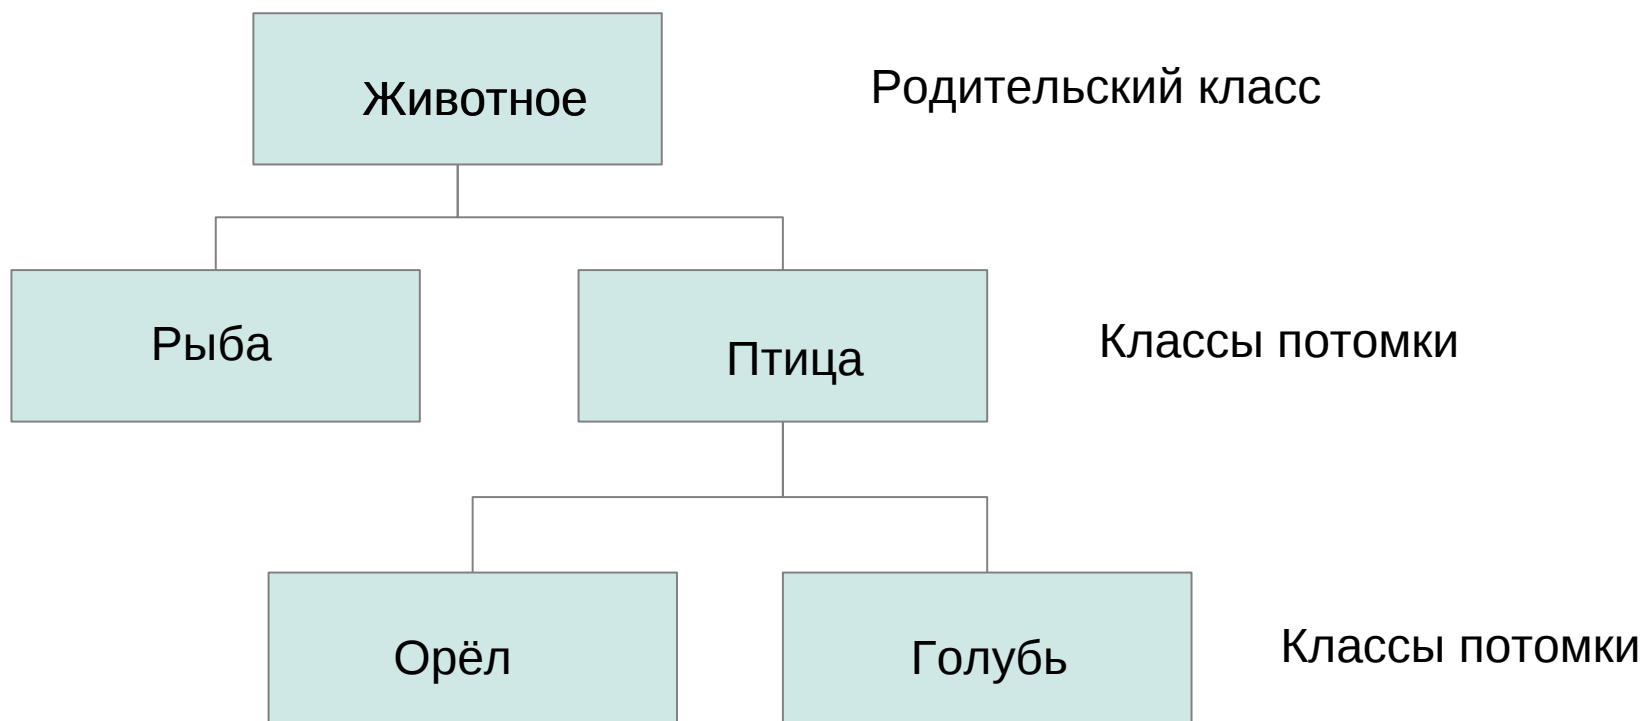 Животное
Родительский класс
Рыба
Птица
Классы потомки
Орёл
Голубь
Классы потомки